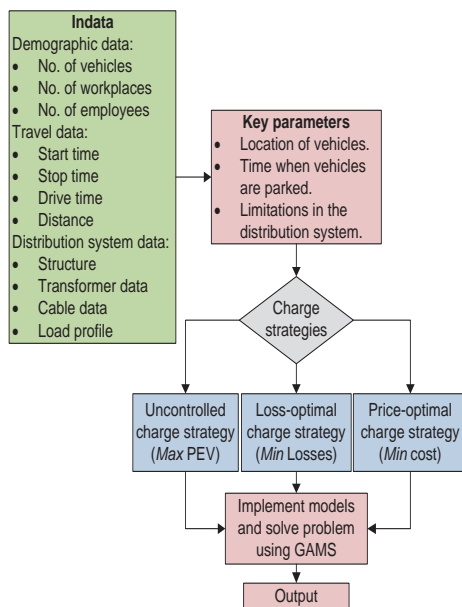 Indata
Demographic data:
• No. of vehicles
• No. of workplaces
• No. of employees
Travel data:
• Start time
• Stop time
• Drive time
• Distance
Distribution system data:
• Structure
• Transformer data
• Cable data
• Load profile
Key parameters
• Location of vehicles.
• Time when vehicles
are parked.
• Limitations in the
distribution system.
Charge
strategies
Uncontrolled
charge strategy
(Max PEV)
Loss-optimal
charge strategy
(Min Losses)
Price-optimal
charge strategy
(Min cost)
Implement models
and solve problem
using GAMS
Output